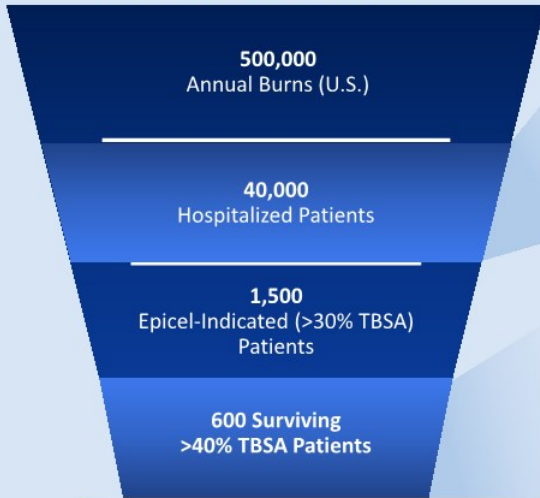 500,000
Annual Burns (U.S.)
40,000
Hospitalized Patients
1,500
Epicel-Indicated (>30% TBSA)
Patients
600 Surviving
>40% TBSA Patients